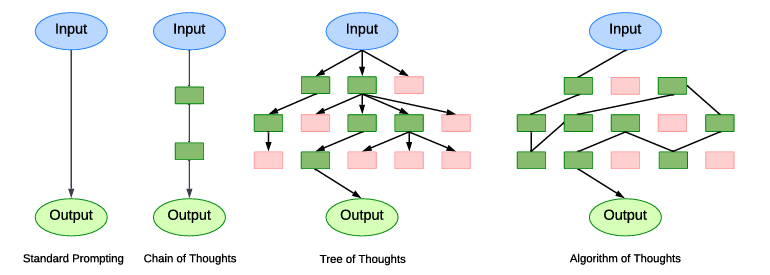 Input
Input
Input
Input
Output
Output
Output
Output
Standard Prompting
Chain of Thoughts
Tree of Thoughts
Algorithm of Thoughts